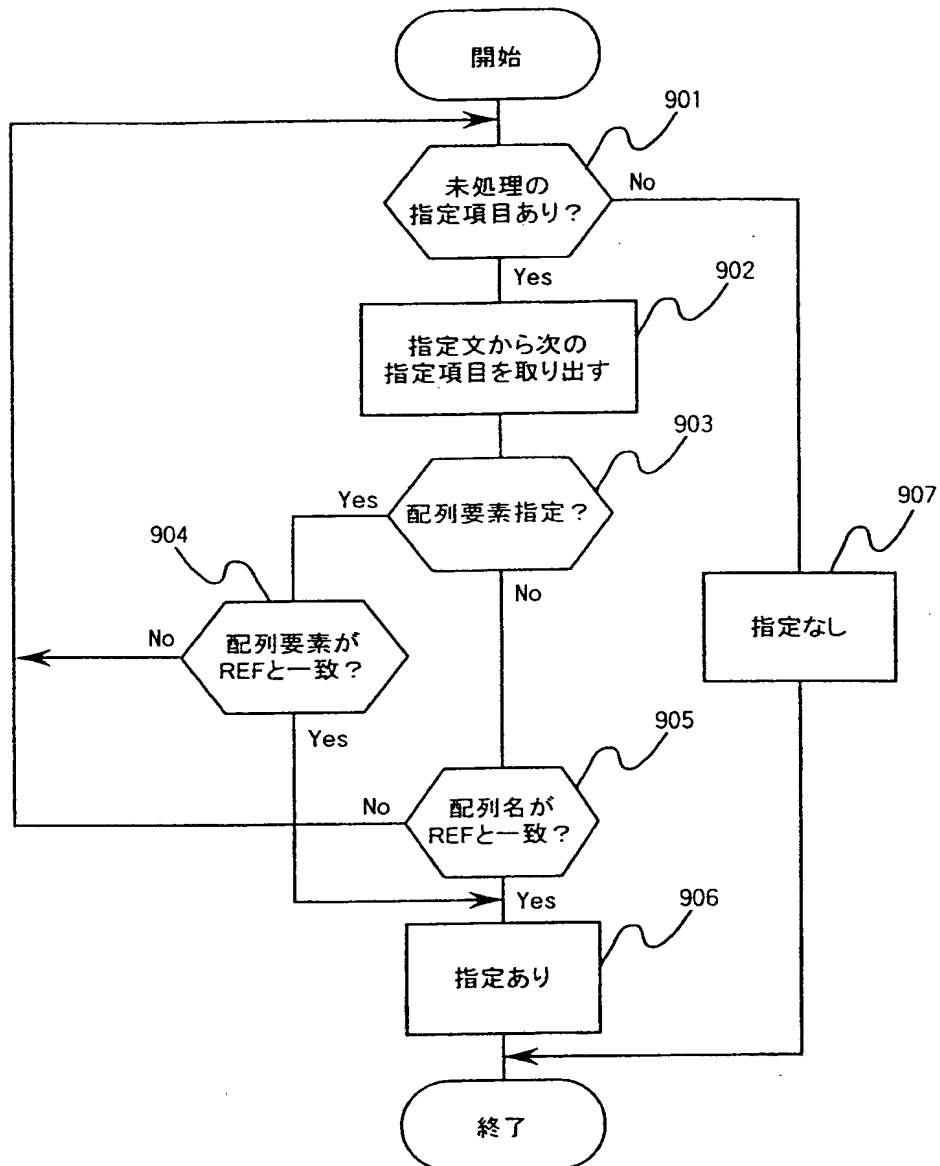 開始
901
未処理の
指定項目あり？
No
Yes
902
指定文から次の
指定項目を取り出す
903
配列要素指定？
Yes
No
904
配列要素が
REFと一致？
No
Yes
907
指定なし
905
配列名が
REFと一致？
No
Yes
906
指定あり
終了